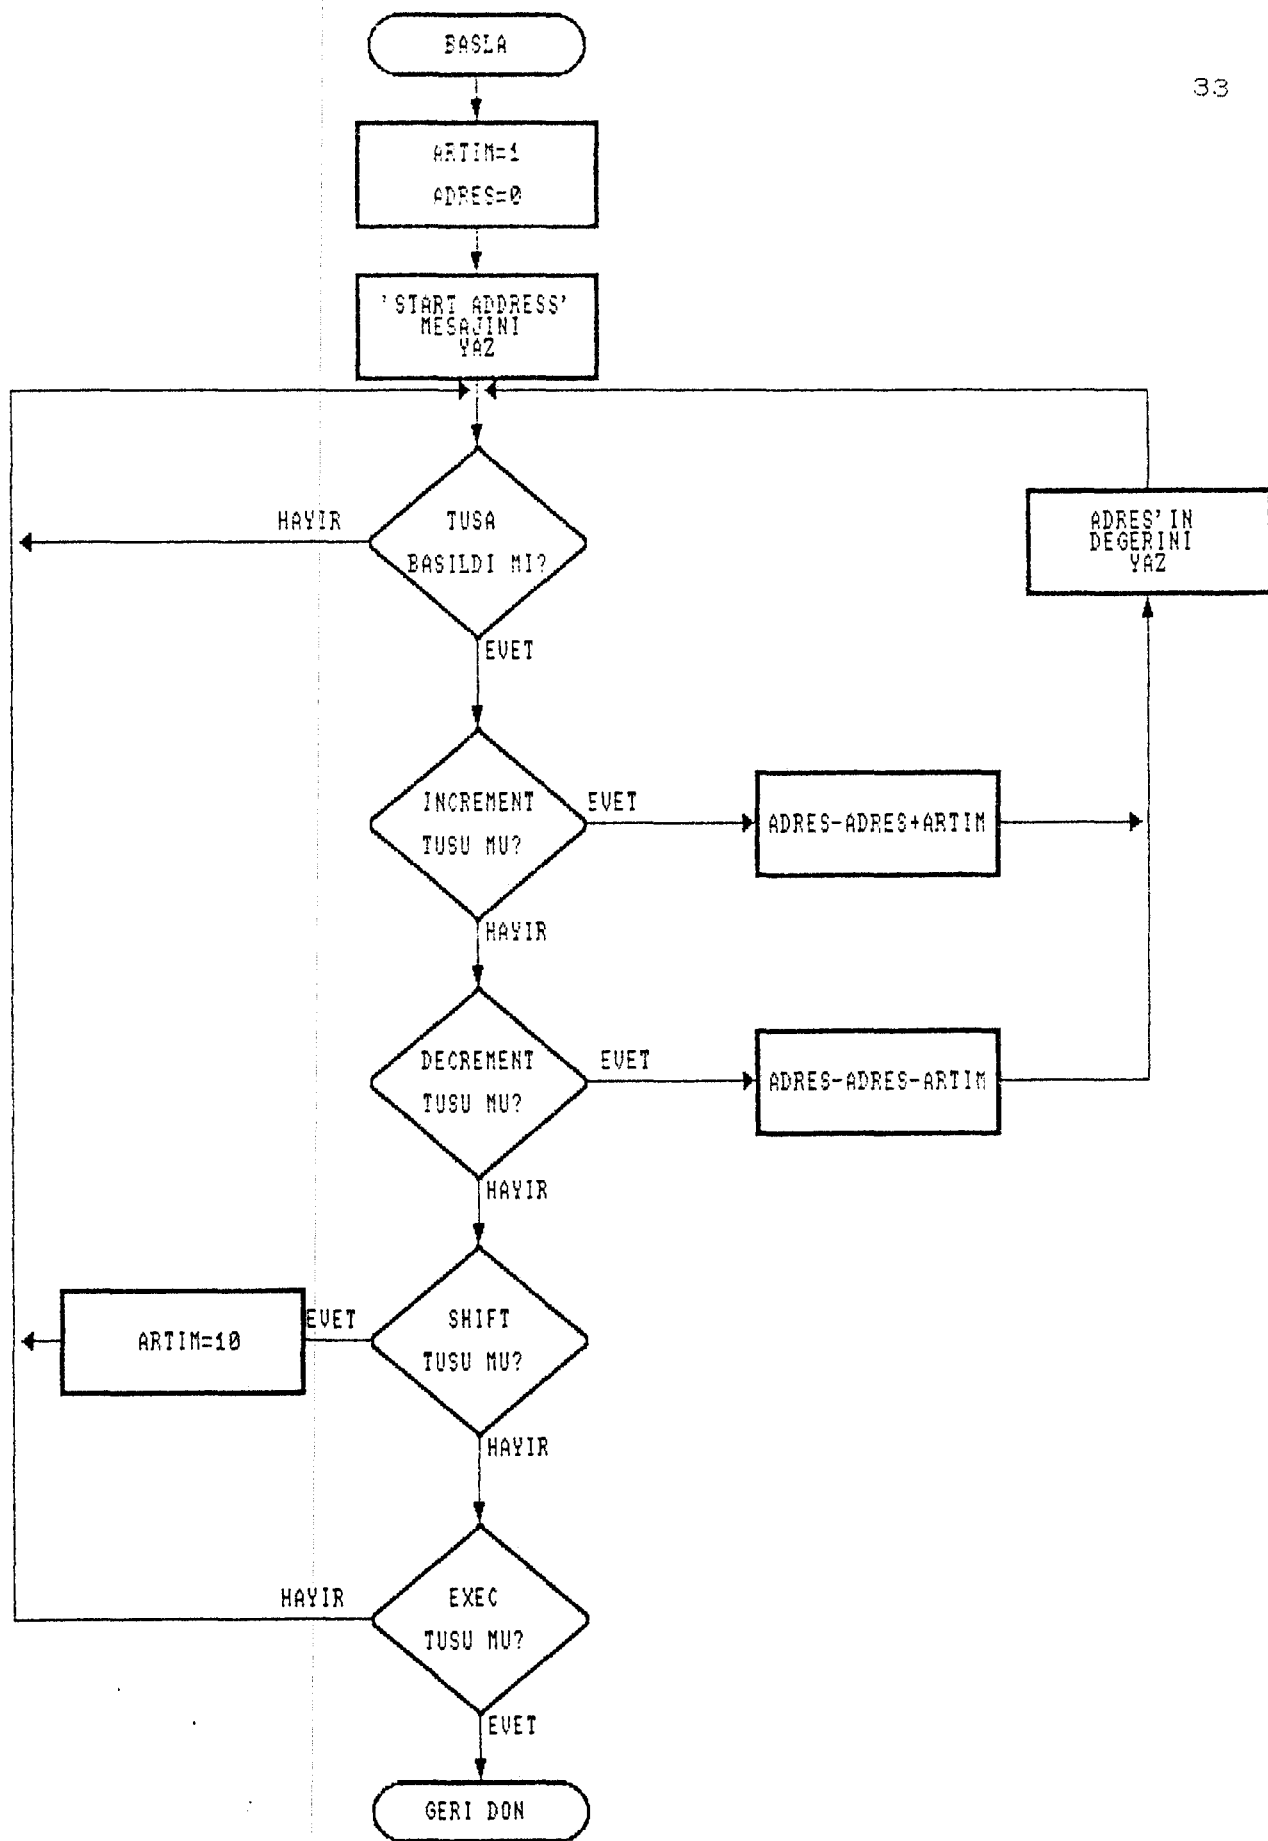 BASLA
33
ARTIM=1
ADRES=0
'START ADDRESS'
MESAJINI
YAZ
HAYIR
TUSA
BASILDI MI?
ADRES'IN
DEGERINI
YAZ
EVET
INCREMENT
TUSU MU?
EVET
ADRES-ADRES+ARTIM
HAYIR
DECREMENT
TUSU MU?
EVET
ADRES-ADRES-ARTIM
HAYIR
ARTIM=10
EVET
SHIFT
TUSU MU?
HAYIR
HAYIR
EXEC
TUSU MU?
EVET
GERI DON